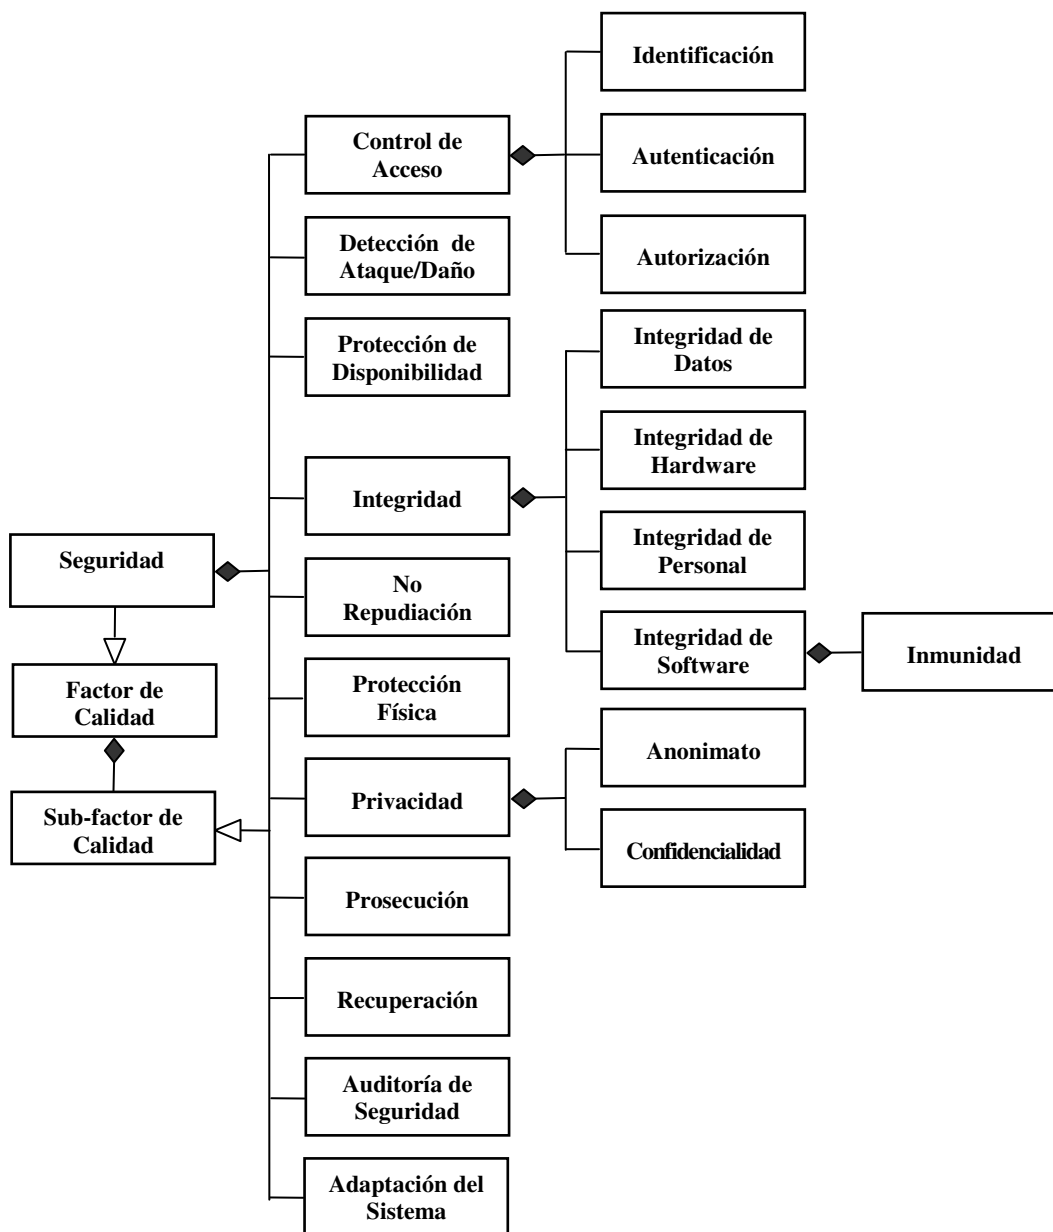 Identificación
Control de
Acceso
Autenticación
Autorización
Detección de
Ataque/Daño
Protección de
Disponibilidad
Integridad de
Datos
Integridad de
Hardware
Integridad
Integridad de
Personal
Seguridad
No
Repudiación
Integridad de
Software
Inmunidad
Factor de
Calidad
Protección
Física
Anonimato
Privacidad
Sub-factor de
Calidad
Confidencialidad
Prosecución
Recuperación
Auditoría de
Seguridad
Adaptación del
Sistema